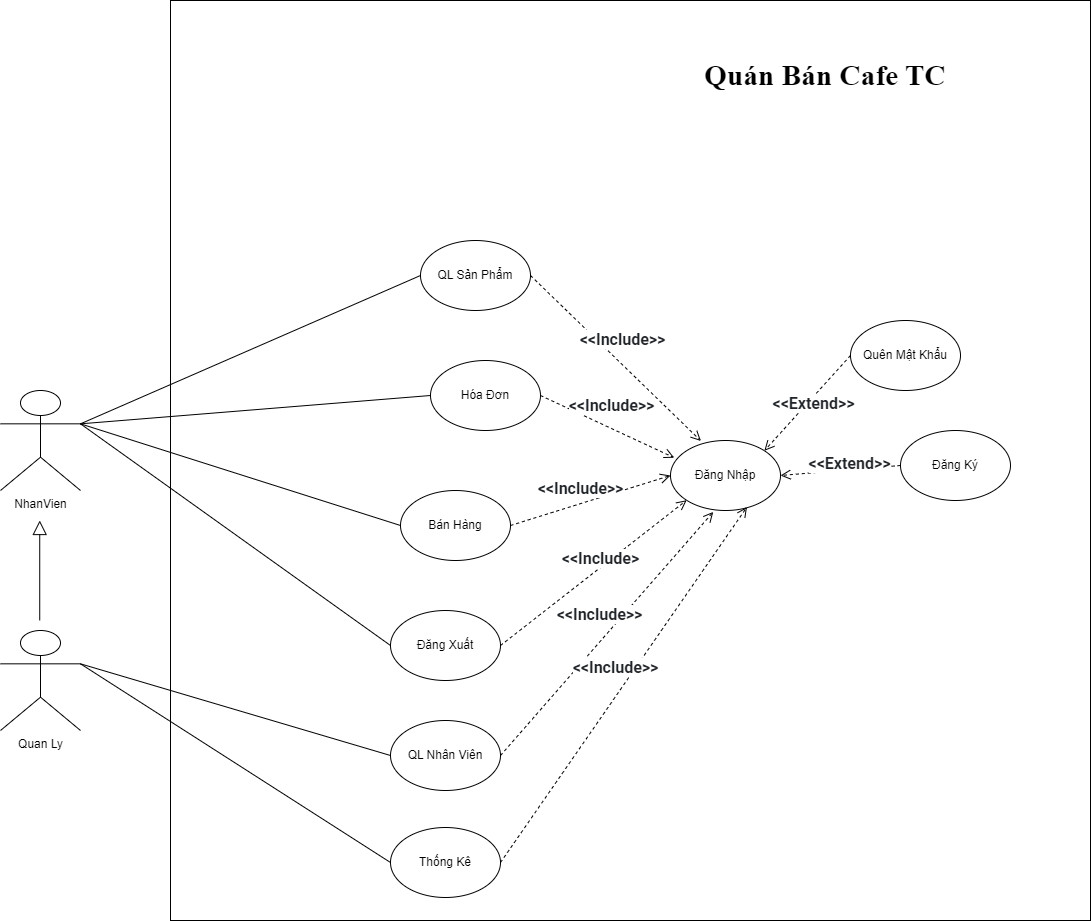 Quán Bán Cafe TC
QL Sản Phẩm
<<Include>>
Quên Mật Khẩu
Hóa Đơn
<<Include>>
<<Extend>>
Đăng Nhập
<<Extend>>
Đăng Ký
NhanVien
Bán Hàng
<<Include>>
<<Include>
<<Include>>
Đăng Xuất
<<Include>>
Quan Ly
QL Nhân Viên
Thống Kê